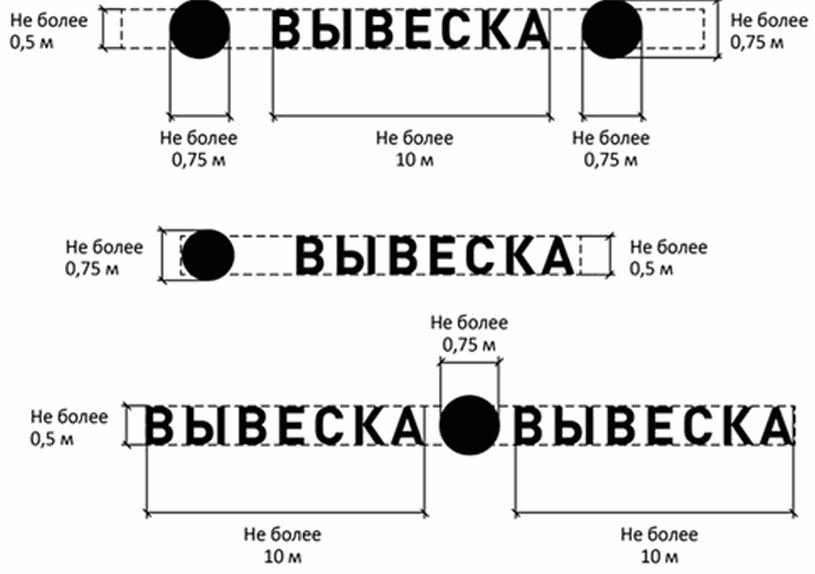 Не более
0,5 м
ВЫВЕСКА
Не более
0,75 м
Не более
0,75 м
Не более
10 м
Не более
0,75 м
Не более
0,75 м
ВЫВЕСКА
Не более
0,5 м
Не более
0,75 м
Не более
0,5 м
ВЫВЕСКА
ВЫВЕСКА
Не более
10 м
Не более
10 м